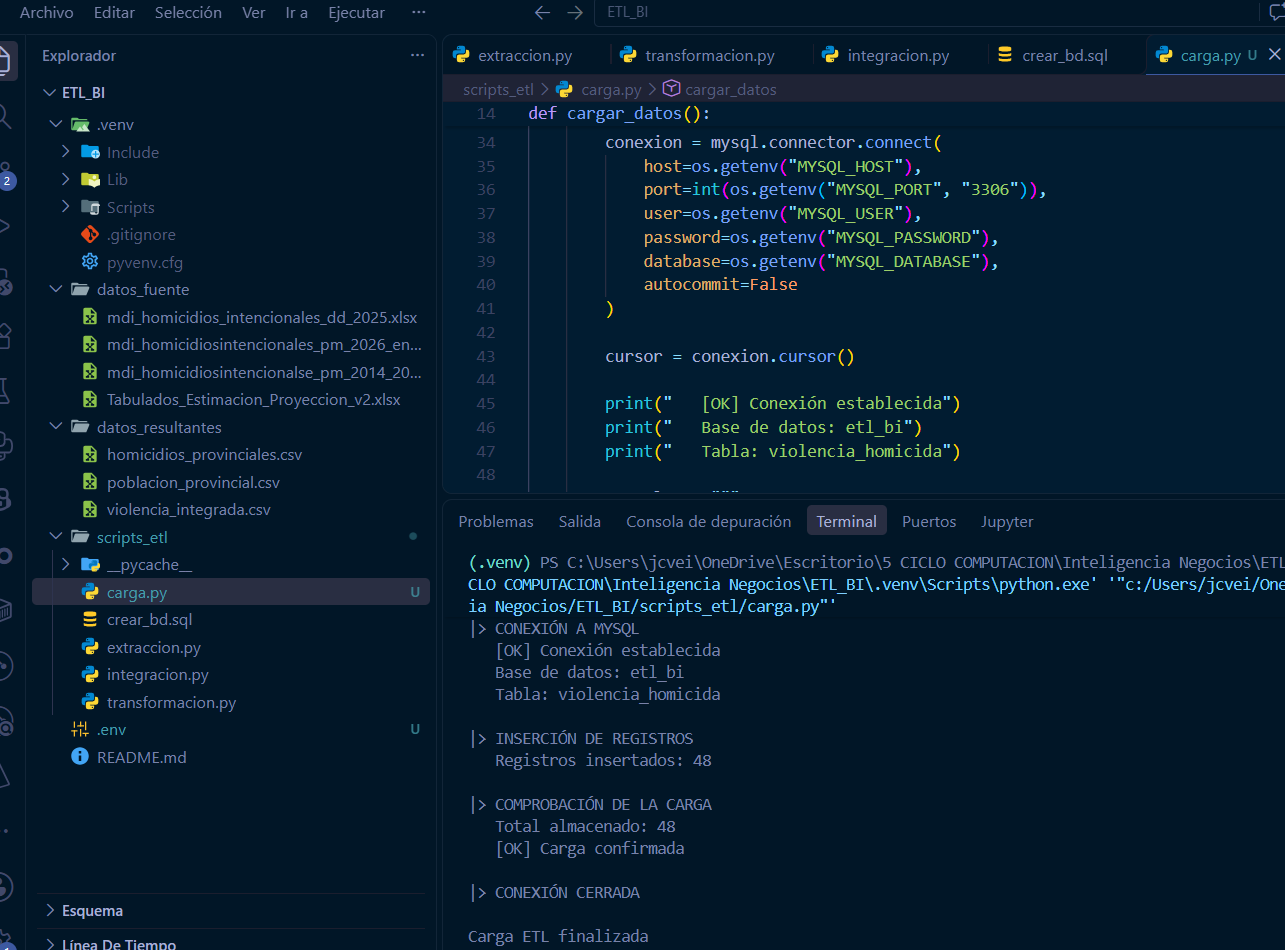 Archivo Editar Selección Ver Ir a Ejecutar ··· ETL_BI
Explorador ···
ETL_BI
.venv
Include
Lib
Scripts
.gitignore
pyvenv.cfg
datos_fuente
mdi_homicidios_intencionales_dd_2025.xlsx
mdi_homicidiosintencionales_pm_2026_en...
mdi_homicidiosintencionalse_pm_2014_20...
Tabulados_Estimacion_Proyeccion_v2.xlsx
datos_resultantes
homicidios_provinciales.csv
poblacion_provincial.csv
violencia_integrada.csv
scripts_etl
__pycache__
carga.py U
crear_bd.sql
extraccion.py
integracion.py
transformacion.py
.env U
README.md
Esquema
Línea De Tiempo
2
extraccion.py transformacion.py integracion.py crear_bd.sql carga.py U
scripts_etl > carga.py > cargar_datos
14 def cargar_datos():
34 conexion = mysql.connector.connect(
35 host=os.getenv("MYSQL_HOST"),
36 port=int(os.getenv("MYSQL_PORT", "3306")),
37 user=os.getenv("MYSQL_USER"),
38 password=os.getenv("MYSQL_PASSWORD"),
39 database=os.getenv("MYSQL_DATABASE"),
40 autocommit=False
41 )
42
43 cursor = conexion.cursor()
44
45 print("   [OK] Conexión establecida")
46 print("   Base de datos: etl_bi")
47 print("   Tabla: violencia_homicida")
48
Problemas Salida Consola de depuración Terminal Puertos Jupyter
(.venv) PS C:\Users\jcvei\OneDrive\Escritorio\5 CICLO COMPUTACION\Inteligencia Negocios\ETL
CLO COMPUTACION\Inteligencia Negocios\ETL_BI\.venv\Scripts\python.exe' '"c:/Users/jcvei/One
ia Negocios/ETL_BI/scripts_etl/carga.py"'
|> CONEXIÓN A MYSQL
[OK] Conexión establecida
Base de datos: etl_bi
Tabla: violencia_homicida
|> INSERCIÓN DE REGISTROS
Registros insertados: 48
|> COMPROBACIÓN DE LA CARGA
Total almacenado: 48
[OK] Carga confirmada
|> CONEXIÓN CERRADA
Carga ETL finalizada